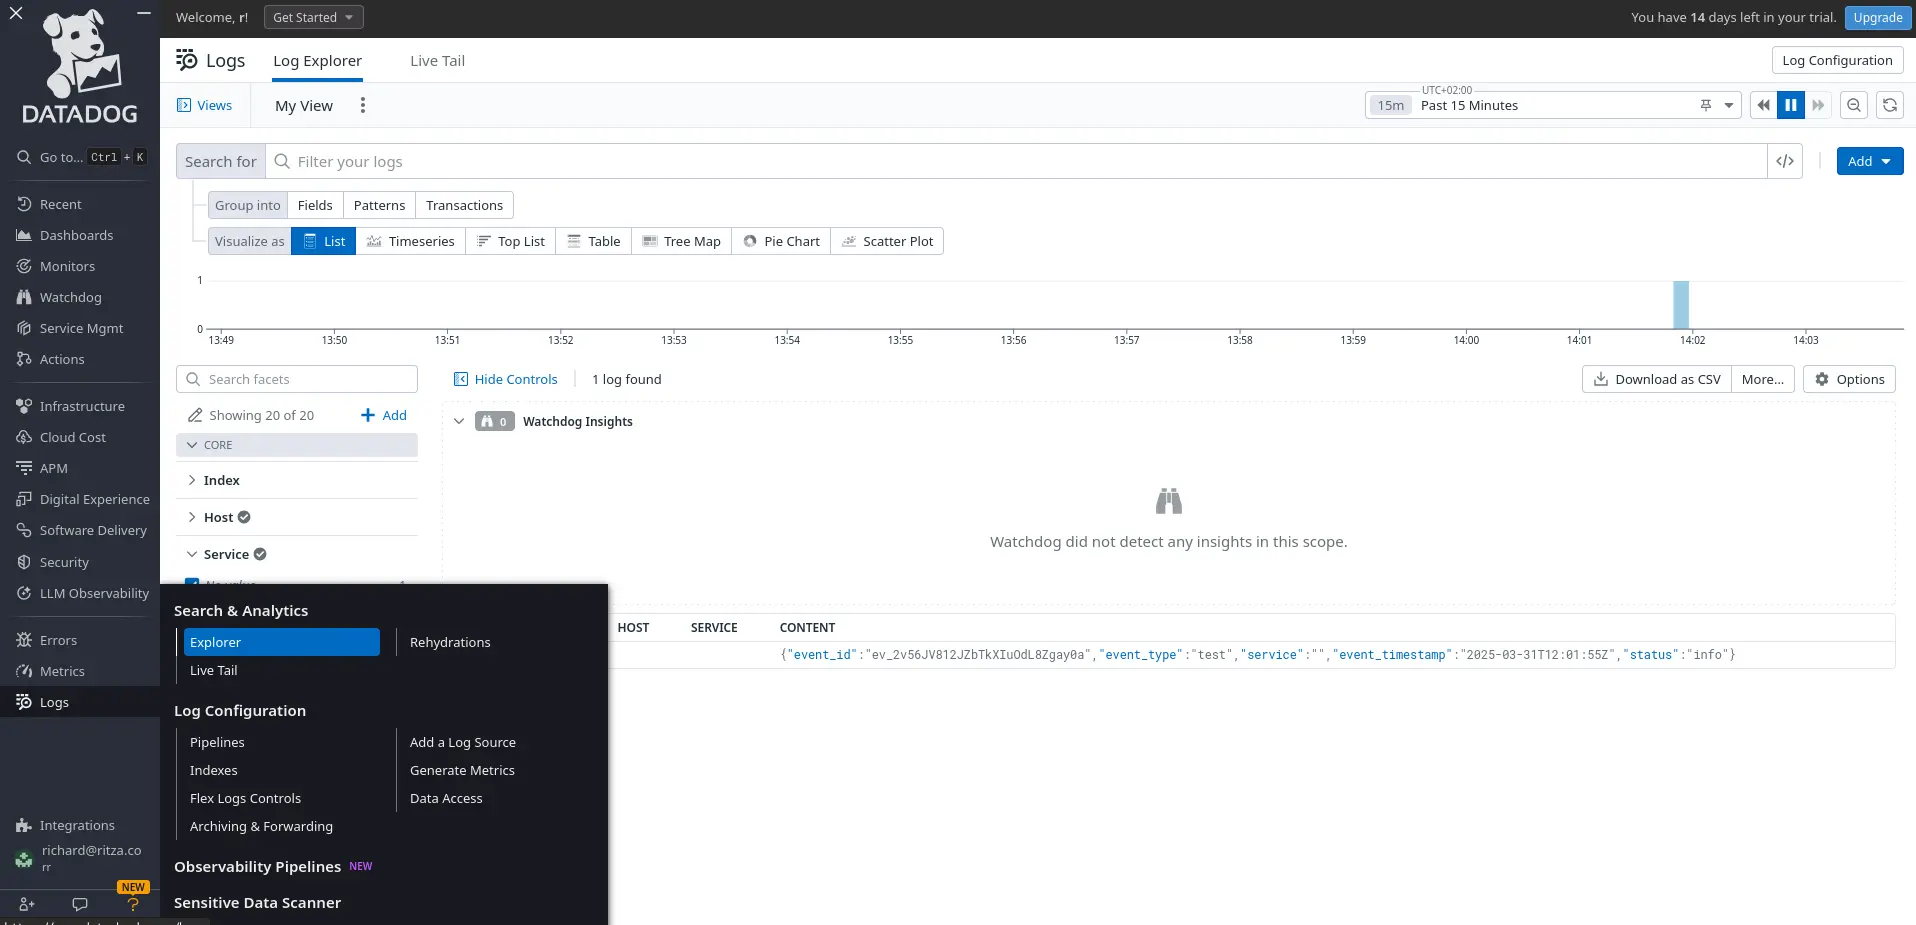 Welcome, r!
Get Started
You have 14 days left in your trial.
Upgrade
DATADOG
Go to... Ctrl + K
Recent
Dashboards
Monitors
Watchdog
Service Mgmt
Actions
Infrastructure
Cloud Cost
APM
Digital Experience
Software Delivery
Security
LLM Observability
Errors
Metrics
Logs
Integrations
richard@ritza.co
rr
NEW
?
Logs
Log Explorer
Live Tail
Log Configuration
Views
My View
15m
UTC+02:00
Past 15 Minutes
Search for
Filter your logs
</>
Add
Group into Fields Patterns Transactions
Visualize as List Timeseries Top List Table Tree Map Pie Chart Scatter Plot
1
0
13:49 13:50 13:51 13:52 13:53 13:54 13:55 13:56 13:57 13:58 13:59 14:00 14:01 14:02 14:03
Search facets
Showing 20 of 20
Add
CORE
Index
Host
Service
Hide Controls
1 log found
Download as CSV
More...
Options
0 Watchdog Insights
Watchdog did not detect any insights in this scope.
HOST SERVICE CONTENT
{"event_id":"ev_2v56JV812JZbTkXIuOdL8Zgay0a","event_type":"test","service":"","event_timestamp":"2025-03-31T12:01:55Z","status":"info"}
Search & Analytics
Explorer
Rehydrations
Live Tail
Log Configuration
Pipelines
Add a Log Source
Indexes
Generate Metrics
Flex Logs Controls
Data Access
Archiving & Forwarding
Observability Pipelines NEW
Sensitive Data Scanner